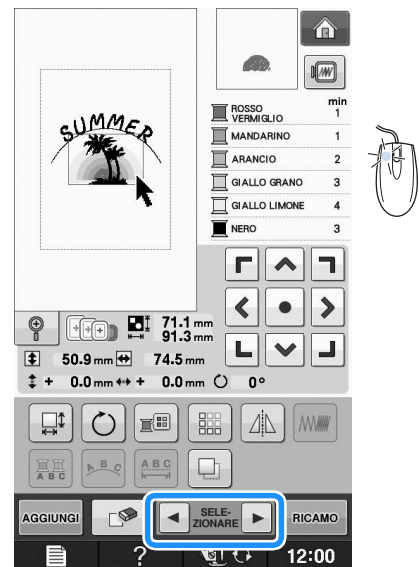 SUMMER
min
ROSSO VERMIGLIO 1
MANDARINO 1
ARANCIO 2
GIALLO GRANO 3
GIALLO LIMONE 4
NERO 3
71.1 mm
91.3 mm
50.9 mm 74.5 mm
+ 0.0 mm + 0.0 mm 0°
A B C A B C A B C
AGGIUNGI SELE-
ZIONARE RICAMO
? 12:00